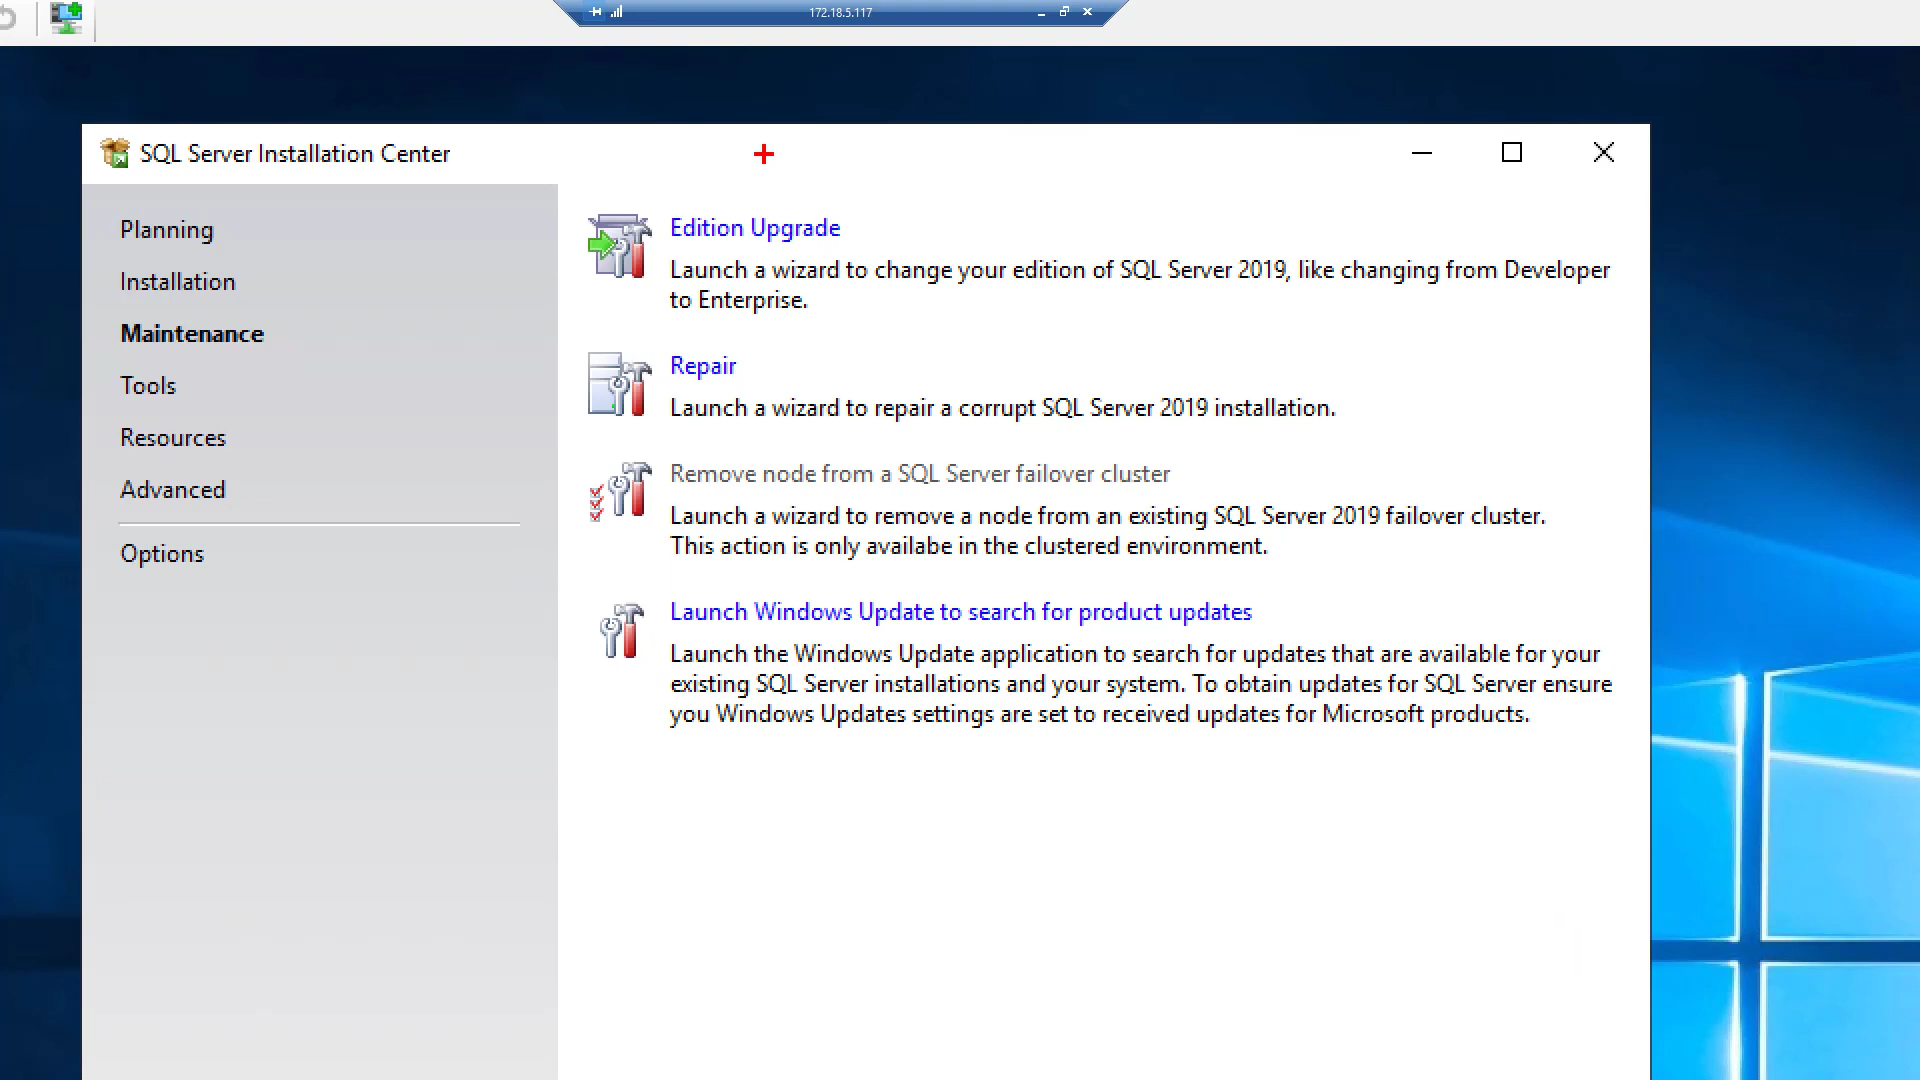 172.18.5.117
SQL Server Installation Center
Planning
Installation
Maintenance
Tools
Resources
Advanced
Options
Edition Upgrade
Launch a wizard to change your edition of SQL Server 2019, like changing from Developer
to Enterprise.
Repair
Launch a wizard to repair a corrupt SQL Server 2019 installation.
Remove node from a SQL Server failover cluster
Launch a wizard to remove a node from an existing SQL Server 2019 failover cluster.
This action is only availabe in the clustered environment.
Launch Windows Update to search for product updates
Launch the Windows Update application to search for updates that are available for your
existing SQL Server installations and your system. To obtain updates for SQL Server ensure
you Windows Updates settings are set to received updates for Microsoft products.